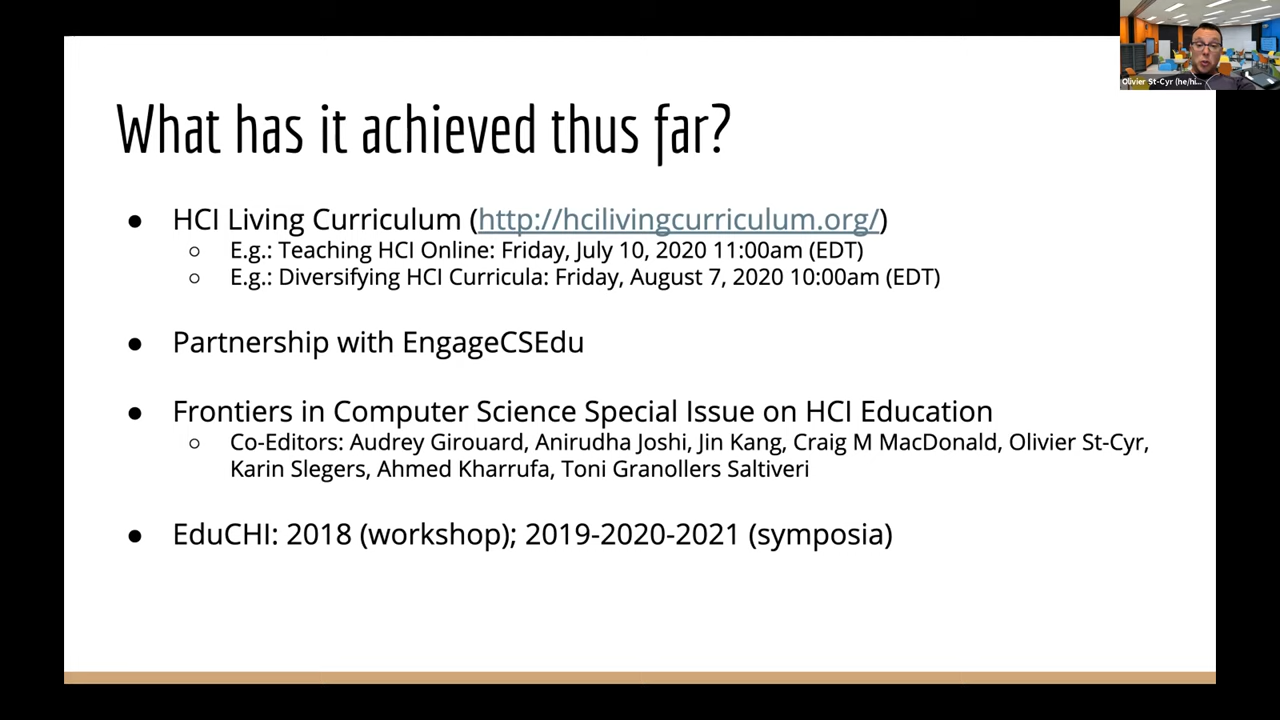 Olivier St-Cyr (he/hi...
What has it achieved thus far?
● HCI Living Curriculum (http://hcilivingcurriculum.org/)
○ E.g.: Teaching HCI Online: Friday, July 10, 2020 11:00am (EDT)
○ E.g.: Diversifying HCI Curricula: Friday, August 7, 2020 10:00am (EDT)
● Partnership with EngageCSEdu
● Frontiers in Computer Science Special Issue on HCI Education
○ Co-Editors: Audrey Girouard, Anirudha Joshi, Jin Kang, Craig M MacDonald, Olivier St-Cyr,
Karin Slegers, Ahmed Kharrufa, Toni Granollers Saltiveri
● EduCHI: 2018 (workshop); 2019-2020-2021 (symposia)